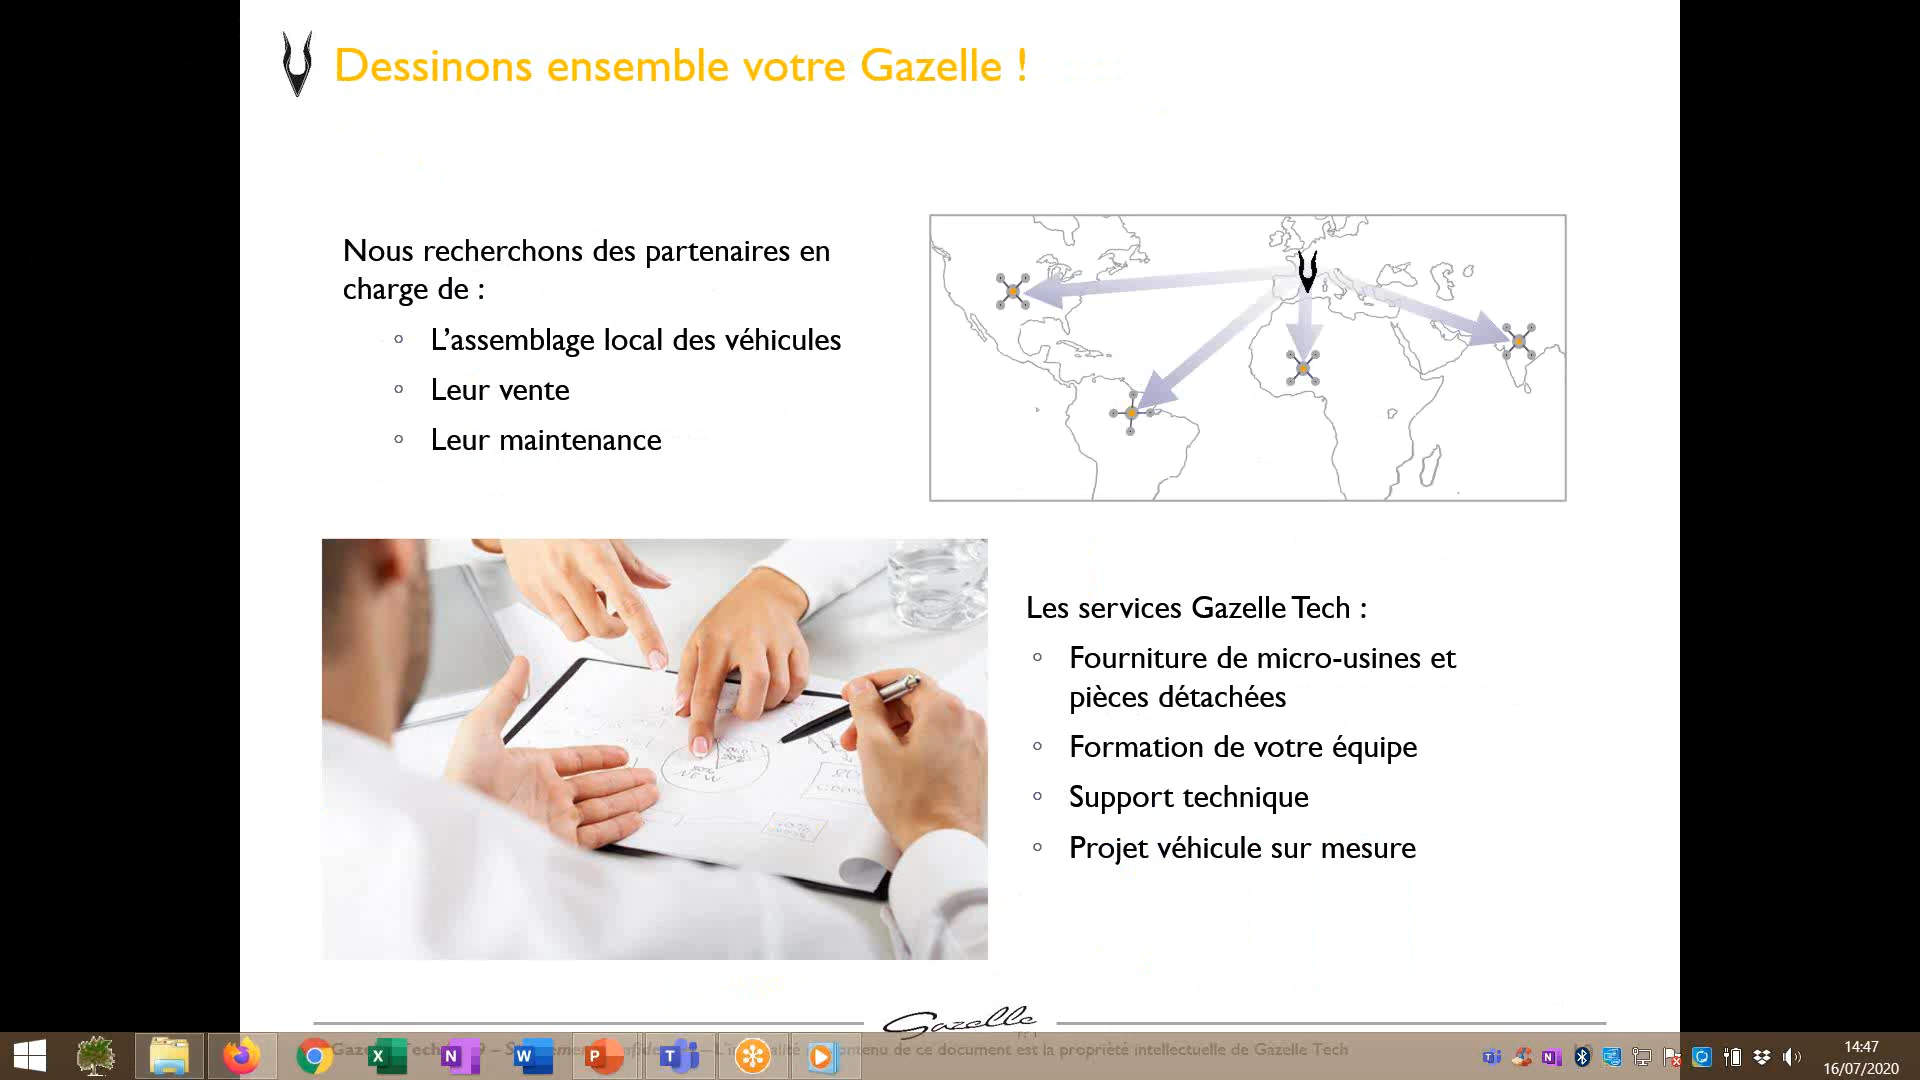 Dessinons ensemble votre Gazelle !
Nous recherchons des partenaires en
charge de :
L’assemblage local des véhicules
Leur vente
Leur maintenance
Les services Gazelle Tech :
Fourniture de micro-usines et
pièces détachées
Formation de votre équipe
Support technique
Projet véhicule sur mesure
Gazelle
du contenu de ce document est la propriété intellectuelle de Gazelle Tech
14:47
16/07/2020